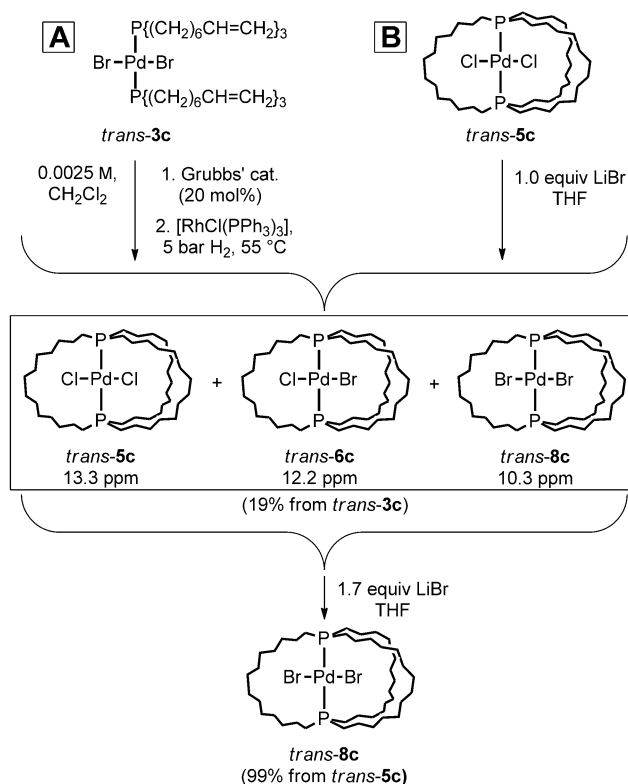 A
P{(CH2)6CH=CH2}3
Br–Pd–Br
P{(CH2)6CH=CH2}3
trans-3c
B
P
Cl–Pd–Cl
P
trans-5c
0.0025 M,
CH2Cl2
1. Grubbs' cat.
(20 mol%)
2. [RhCl(PPh3)3],
5 bar H2, 55 °C
1.0 equiv LiBr
THF
P
Cl–Pd–Cl
P
trans-5c
13.3 ppm
+
P
Cl–Pd–Br
P
trans-6c
12.2 ppm
+
P
Br–Pd–Br
P
trans-8c
10.3 ppm
(19% from trans-3c)
1.7 equiv LiBr
THF
P
Br–Pd–Br
P
trans-8c
(99% from trans-5c)